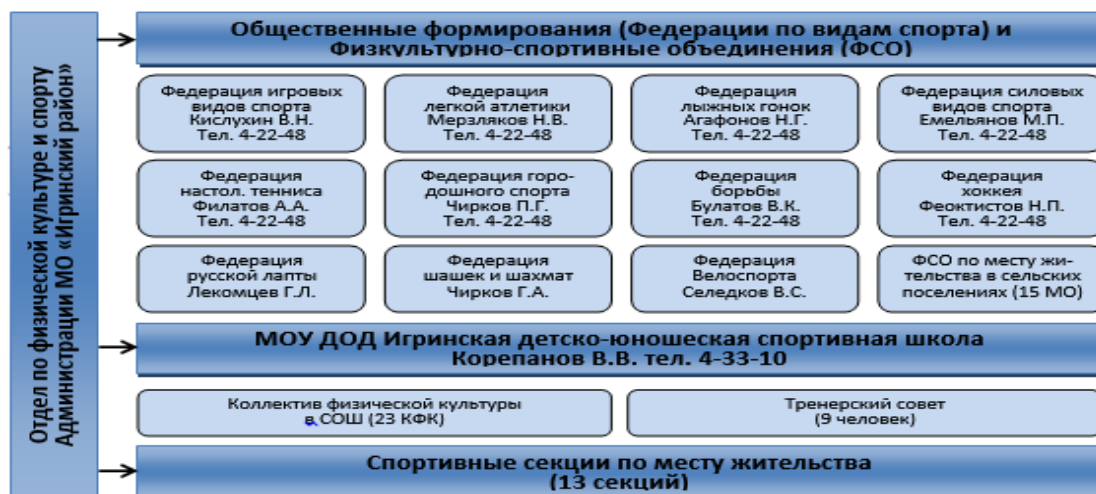 Отдел по физической культуре и спорту
Администрации МО «Игринский район»
Общественные формирования (Федерации по видам спорта) и
Физкультурно-спортивные объединения (ФСО)
Федерация игровых
видов спорта
Кислухин В.Н.
Тел. 4-22-48
Федерация
легкой атлетики
Мерзляков Н.В.
Тел. 4-22-48
Федерация
лыжных гонок
Агафонов Н.Г.
Тел. 4-22-48
Федерация силовых
видов спорта
Емельянов М.П.
Тел. 4-22-48
Федерация
настол. тенниса
Филатов А.А.
Тел. 4-22-48
Федерация горо-
дошного спорта
Чирков П.Г.
Тел. 4-22-48
Федерация
борьбы
Булатов В.К.
Тел. 4-22-48
Федерация
хоккея
Феоктистов Н.П.
Тел. 4-22-48
Федерация
русской лапты
Лекомцев Г.Л.
Федерация
шашек и шахмат
Чирков Г.А.
Федерация
Велоспорта
Селедков В.С.
ФСО по месту жи-
тельства в сельских
поселениях (15 МО)
МОУ ДОД Игринская детско-юношеская спортивная школа
Корепанов В.В. тел. 4-33-10
Коллектив физической культуры
в СОШ (23 КФК)
Тренерский совет
(9 человек)
Спортивные секции по месту жительства
(13 секций)